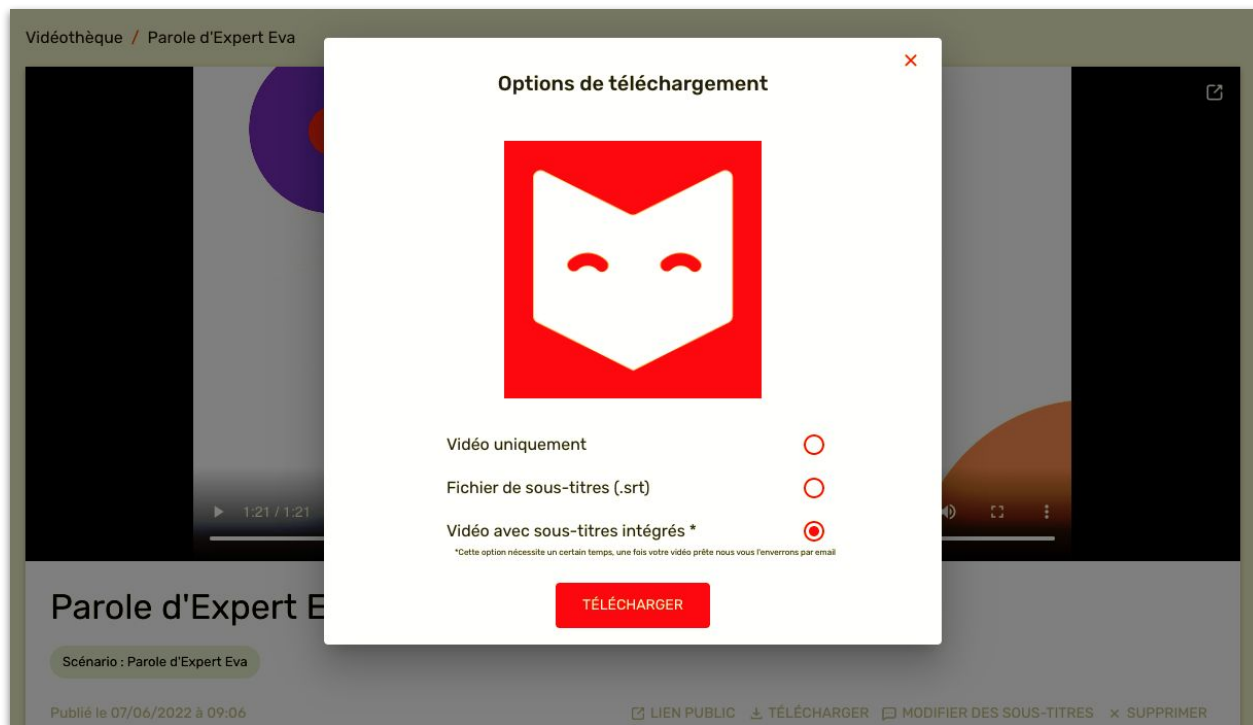 Vidéothèque / Parole d'Expert Eva
Options de téléchargement
Vidéo uniquement
Fichier de sous-titres (.srt)
Vidéo avec sous-titres intégrés *
*Cette option nécessite un certain temps, une fois votre vidéo prête nous vous l'enverrons par email
TÉLÉCHARGER
1:21 / 1:21
Parole d'Expert E
Scénario : Parole d'Expert Eva
Publié le 07/06/2022 à 09:06
LIEN PUBLIC TÉLÉCHARGER MODIFIER DES SOUS-TITRES × SUPPRIMER